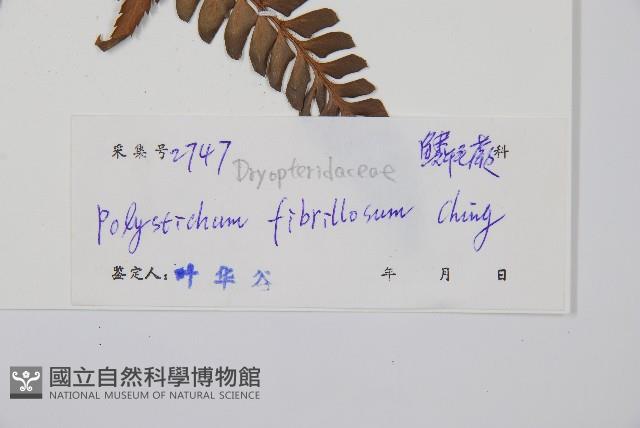 采集号 2747 Dryopteridaceae 鳞毛蕨科
Polystichum fibrillosum Ching
鉴定人: 叶华谷 年 月 日
國立自然科學博物館
NATIONAL MUSEUM OF NATURAL SCIENCE